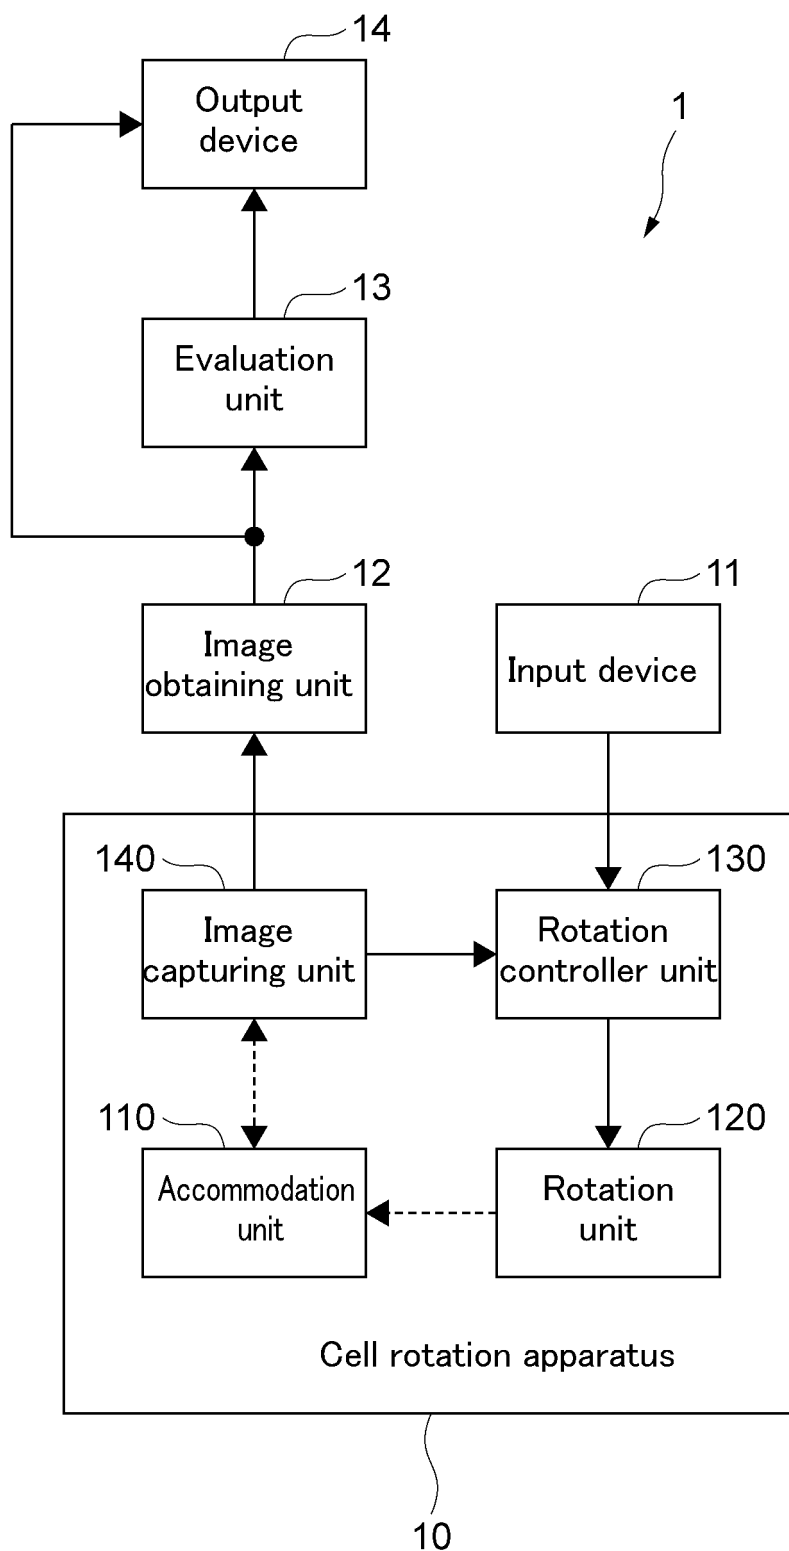 14
Output
device
1
13
Evaluation
unit
12
Image
obtaining unit
11
Input device
140
Image
capturing unit
130
Rotation
controller unit
110
Accommodation
unit
120
Rotation
unit
Cell rotation apparatus
10